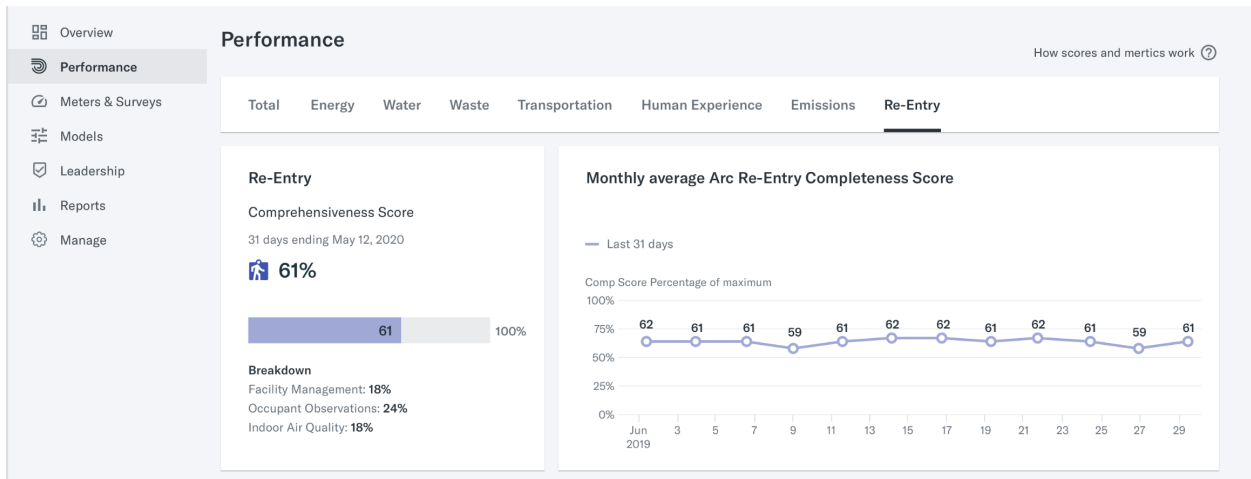 Overview
Performance
Meters & Surveys
Models
Leadership
Reports
Manage
Performance
How scores and mertics work ?
Total Energy Water Waste Transportation Human Experience Emissions Re-Entry
Re-Entry
Comprehensiveness Score
31 days ending May 12, 2020
61%
61 100%
Breakdown
Facility Management: 18%
Occupant Observations: 24%
Indoor Air Quality: 18%
Monthly average Arc Re-Entry Completeness Score
Last 31 days
Comp Score Percentage of maximum
100%
75%
50%
25%
0%
62 61 61 59 61 62 62 61 62 61 59 61
Jun 3 5 7 9 11 13 15 17 19 21 23 25 27 29
2019